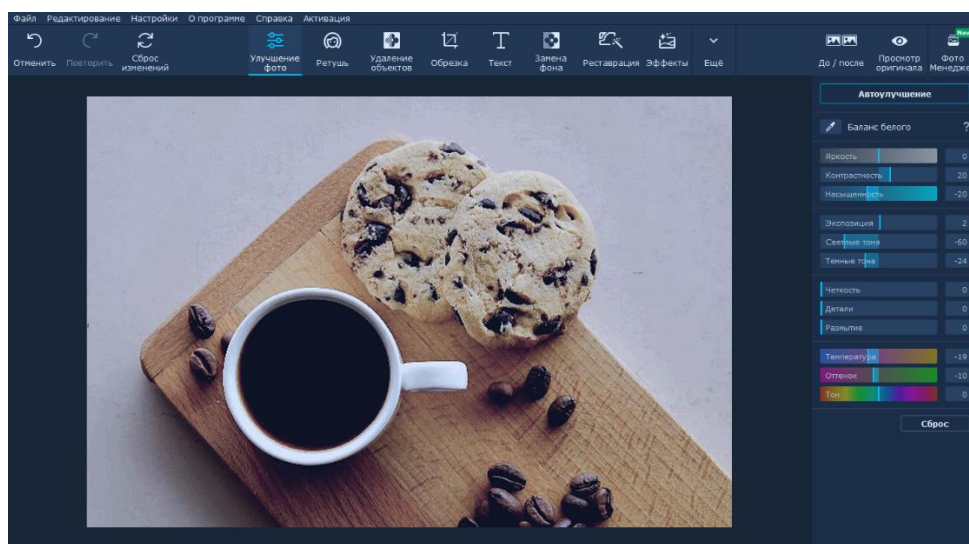 Файл Редактирование Настройки О программе Справка Активация
Отменить Повторить Сброс изменений Улучшение фото Ретушь Удаление объектов Обрезка Текст Замена фона Реставрация Эффекты Ещё До / после Просмотр оригинала Фото Менедже
New
Автоулучшение
Баланс белого ?
Яркость 0
Контрастность 20
Насыщенность -20
Экспозиция 2
Светлые тона -60
Темные тона -24
Четкость 0
Детали 0
Размытие 0
Температура -19
Оттенок -10
Тон 0
Сброс